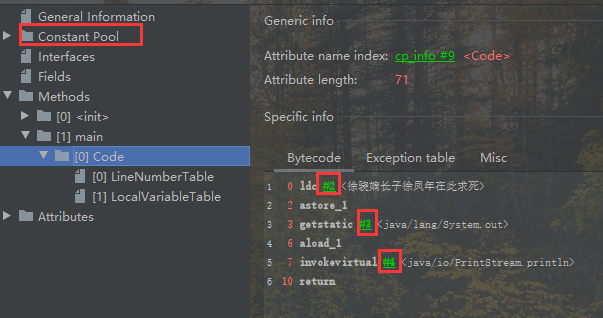 General Information
Constant Pool
Interfaces
Fields
Methods
[0] <init>
[1] main
[0] Code
[0] LineNumberTable
[1] LocalVariableTable
Attributes
Generic info
Attribute name index: cp_info #9 <Code>
Attribute length: 71
Specific info
Bytecode Exception table Misc
1 0 ldc #2 <徐骁嫡长子徐凤年在此求死>
2 2 astore_1
3 3 getstatic #3 <java/lang/System.out>
4 6 aload_1
5 7 invokevirtual #4 <java/io/PrintStream.println>
6 10 return